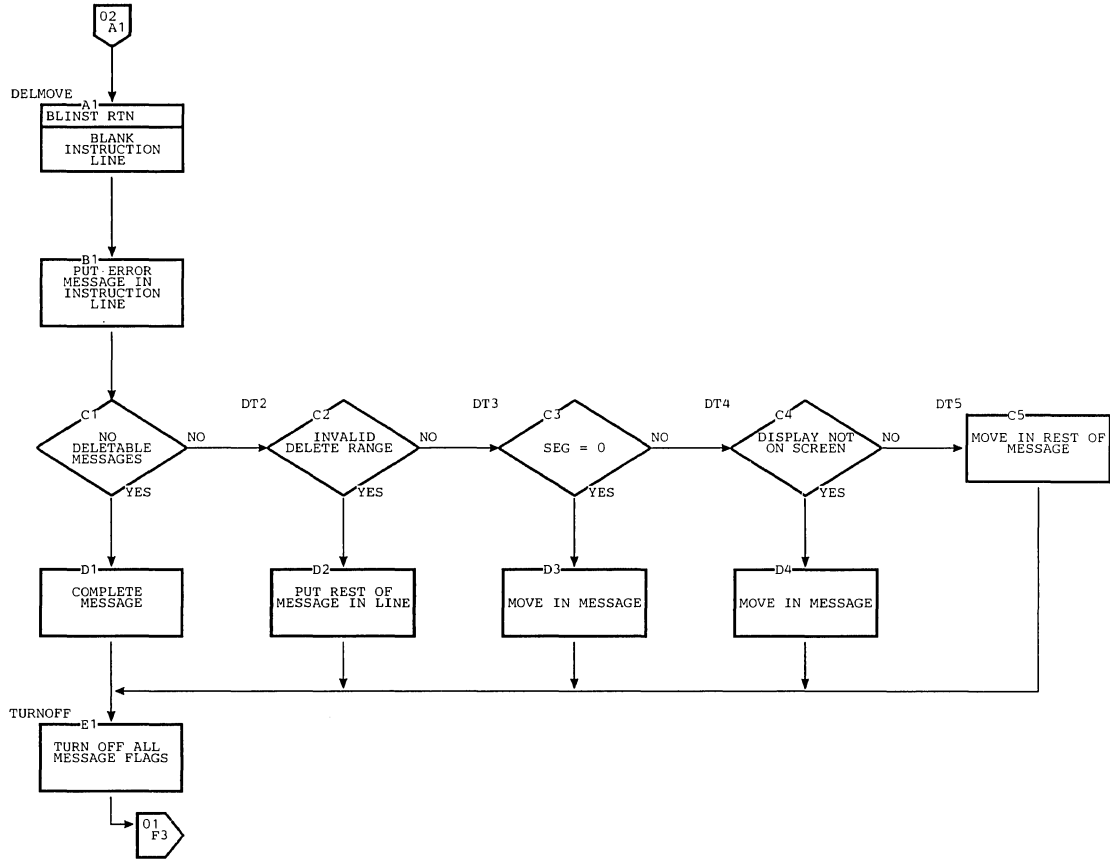 02
A1
DELMOVE
A1
BLINST RTN
BLANK
INSTRUCTION
LINE
B1
PUT ERROR
MESSAGE IN
INSTRUCTION
LINE
C1
NO
DELETABLE
MESSAGES
NO
YES
DT2
C2
INVALID
DELETE RANGE
NO
YES
DT3
C3
SEG = 0
NO
YES
DT4
C4
DISPLAY NOT
ON SCREEN
NO
YES
DT5
C5
MOVE IN REST OF
MESSAGE
D1
COMPLETE
MESSAGE
D2
PUT REST OF
MESSAGE IN LINE
D3
MOVE IN MESSAGE
D4
MOVE IN MESSAGE
TURNOFF
E1
TURN OFF ALL
MESSAGE FLAGS
01
F3